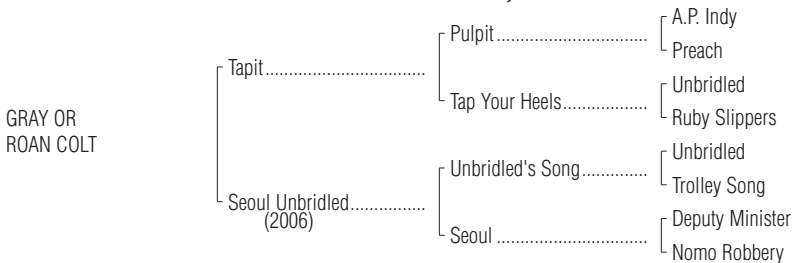 GRAY OR
ROAN COLT
Tapit................................
Seoul Unbridled...............
(2006)
Pulpit................................
Tap Your Heels..................
Unbridled's Song..............
Seoul ................................
A.P. Indy
Preach
Unbridled
Ruby Slippers
Unbridled
Trolley Song
Deputy Minister
Nomo Robbery